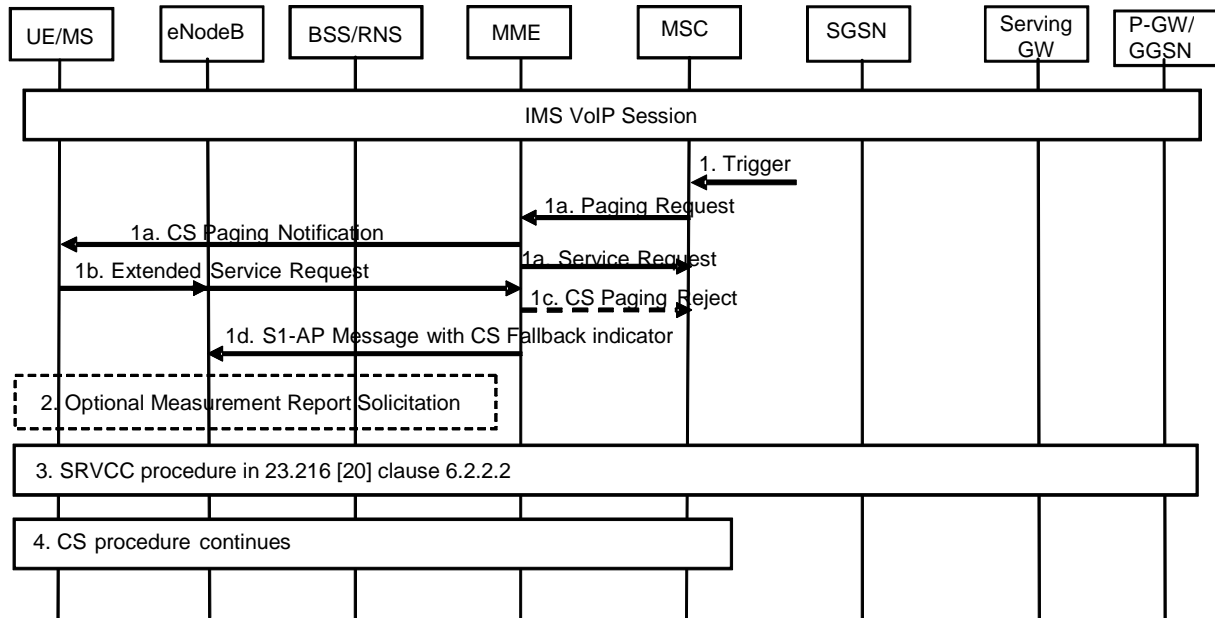 UE/MS
eNodeB
BSS/RNS
MME
MSC
SGSN
Serving
GW
P-GW/
GGSN
IMS VoIP Session
1. Trigger
1a. Paging Request
1a. CS Paging Notification
1a. Service Request
1b. Extended Service Request
1c. CS Paging Reject
1d. S1-AP Message with CS Fallback indicator
2. Optional Measurement Report Solicitation
3. SRVCC procedure in 23.216 [20] clause 6.2.2.2
4. CS procedure continues